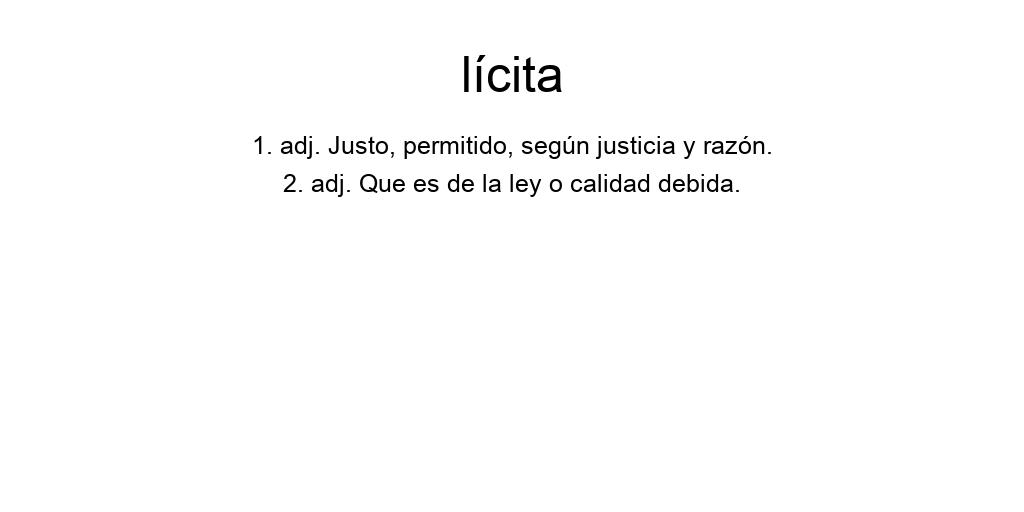 lícita
1. adj. Justo, permitido, según justicia y razón.
2. adj. Que es de la ley o calidad debida.